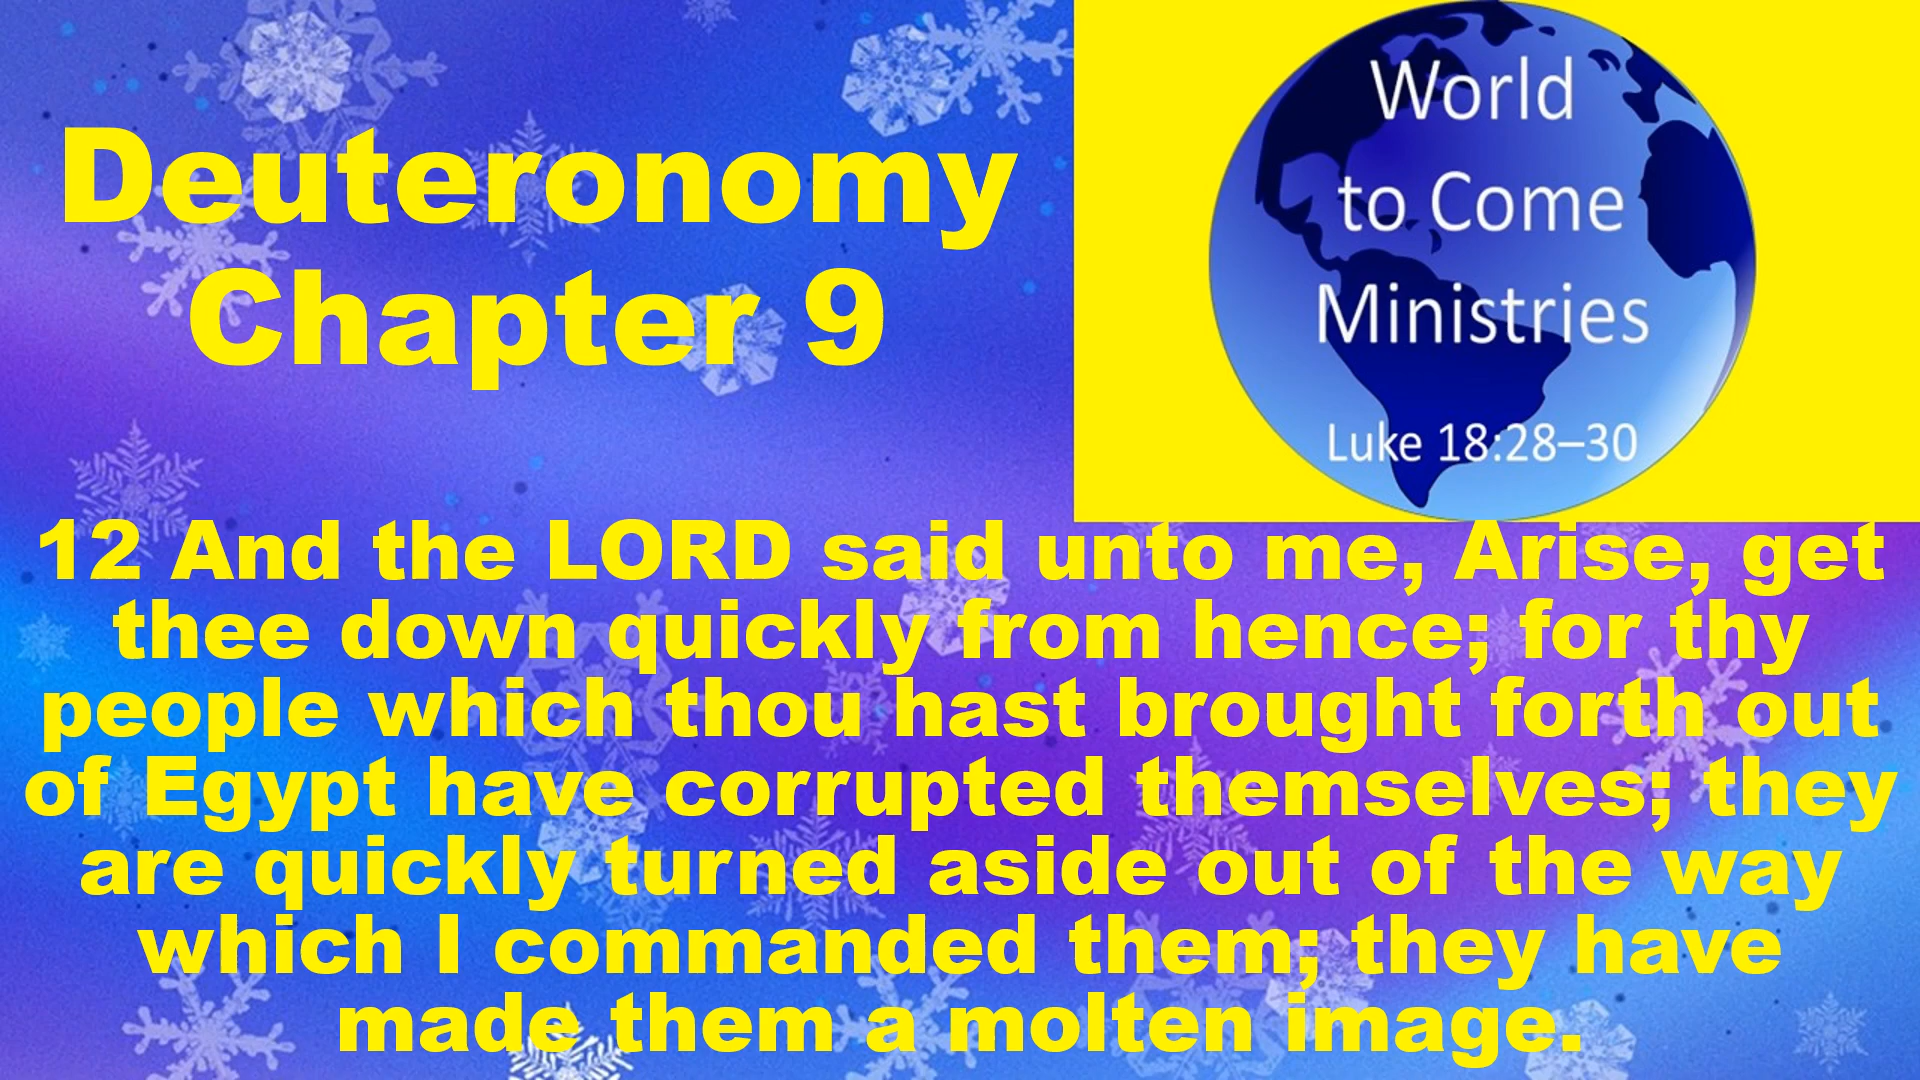 Deuteronomy
Chapter 9
World
to Come
Ministries
Luke 18:28–30
12 And the LORD said unto me, Arise, get
thee down quickly from hence; for thy
people which thou hast brought forth out
of Egypt have corrupted themselves; they
are quickly turned aside out of the way
which I commanded them; they have
made them a molten image.